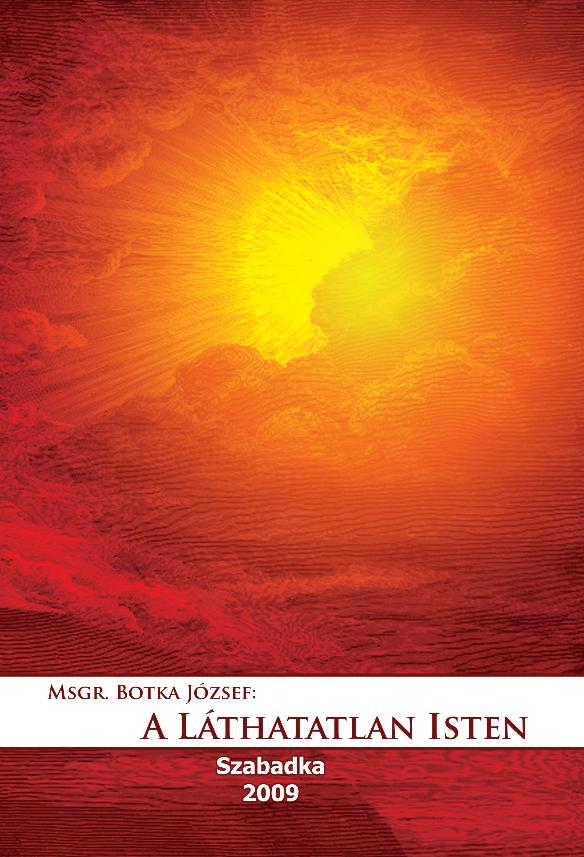 Msgr. Botka József:
A Láthatatlan Isten
Szabadka
2009